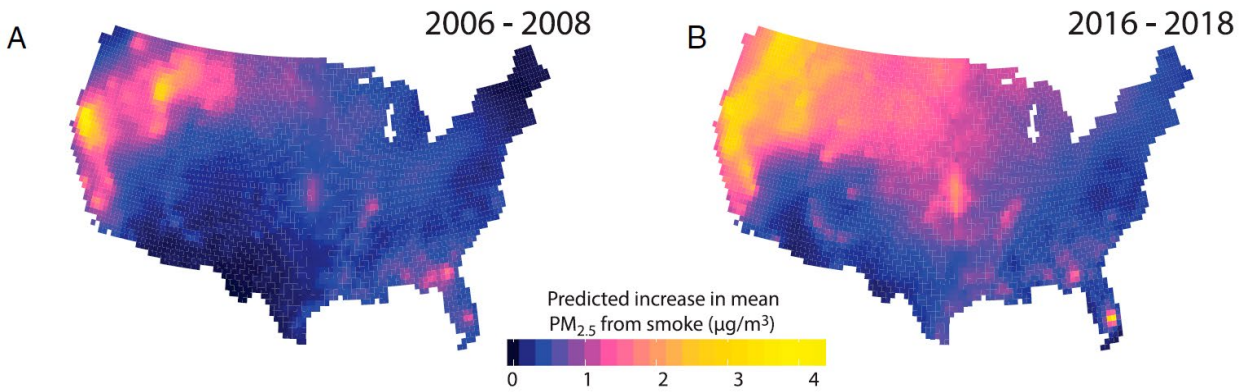 A
2006 - 2008
B
2016 - 2018
Predicted increase in mean
PM2.5 from smoke (µg/m³)
0 1 2 3 4